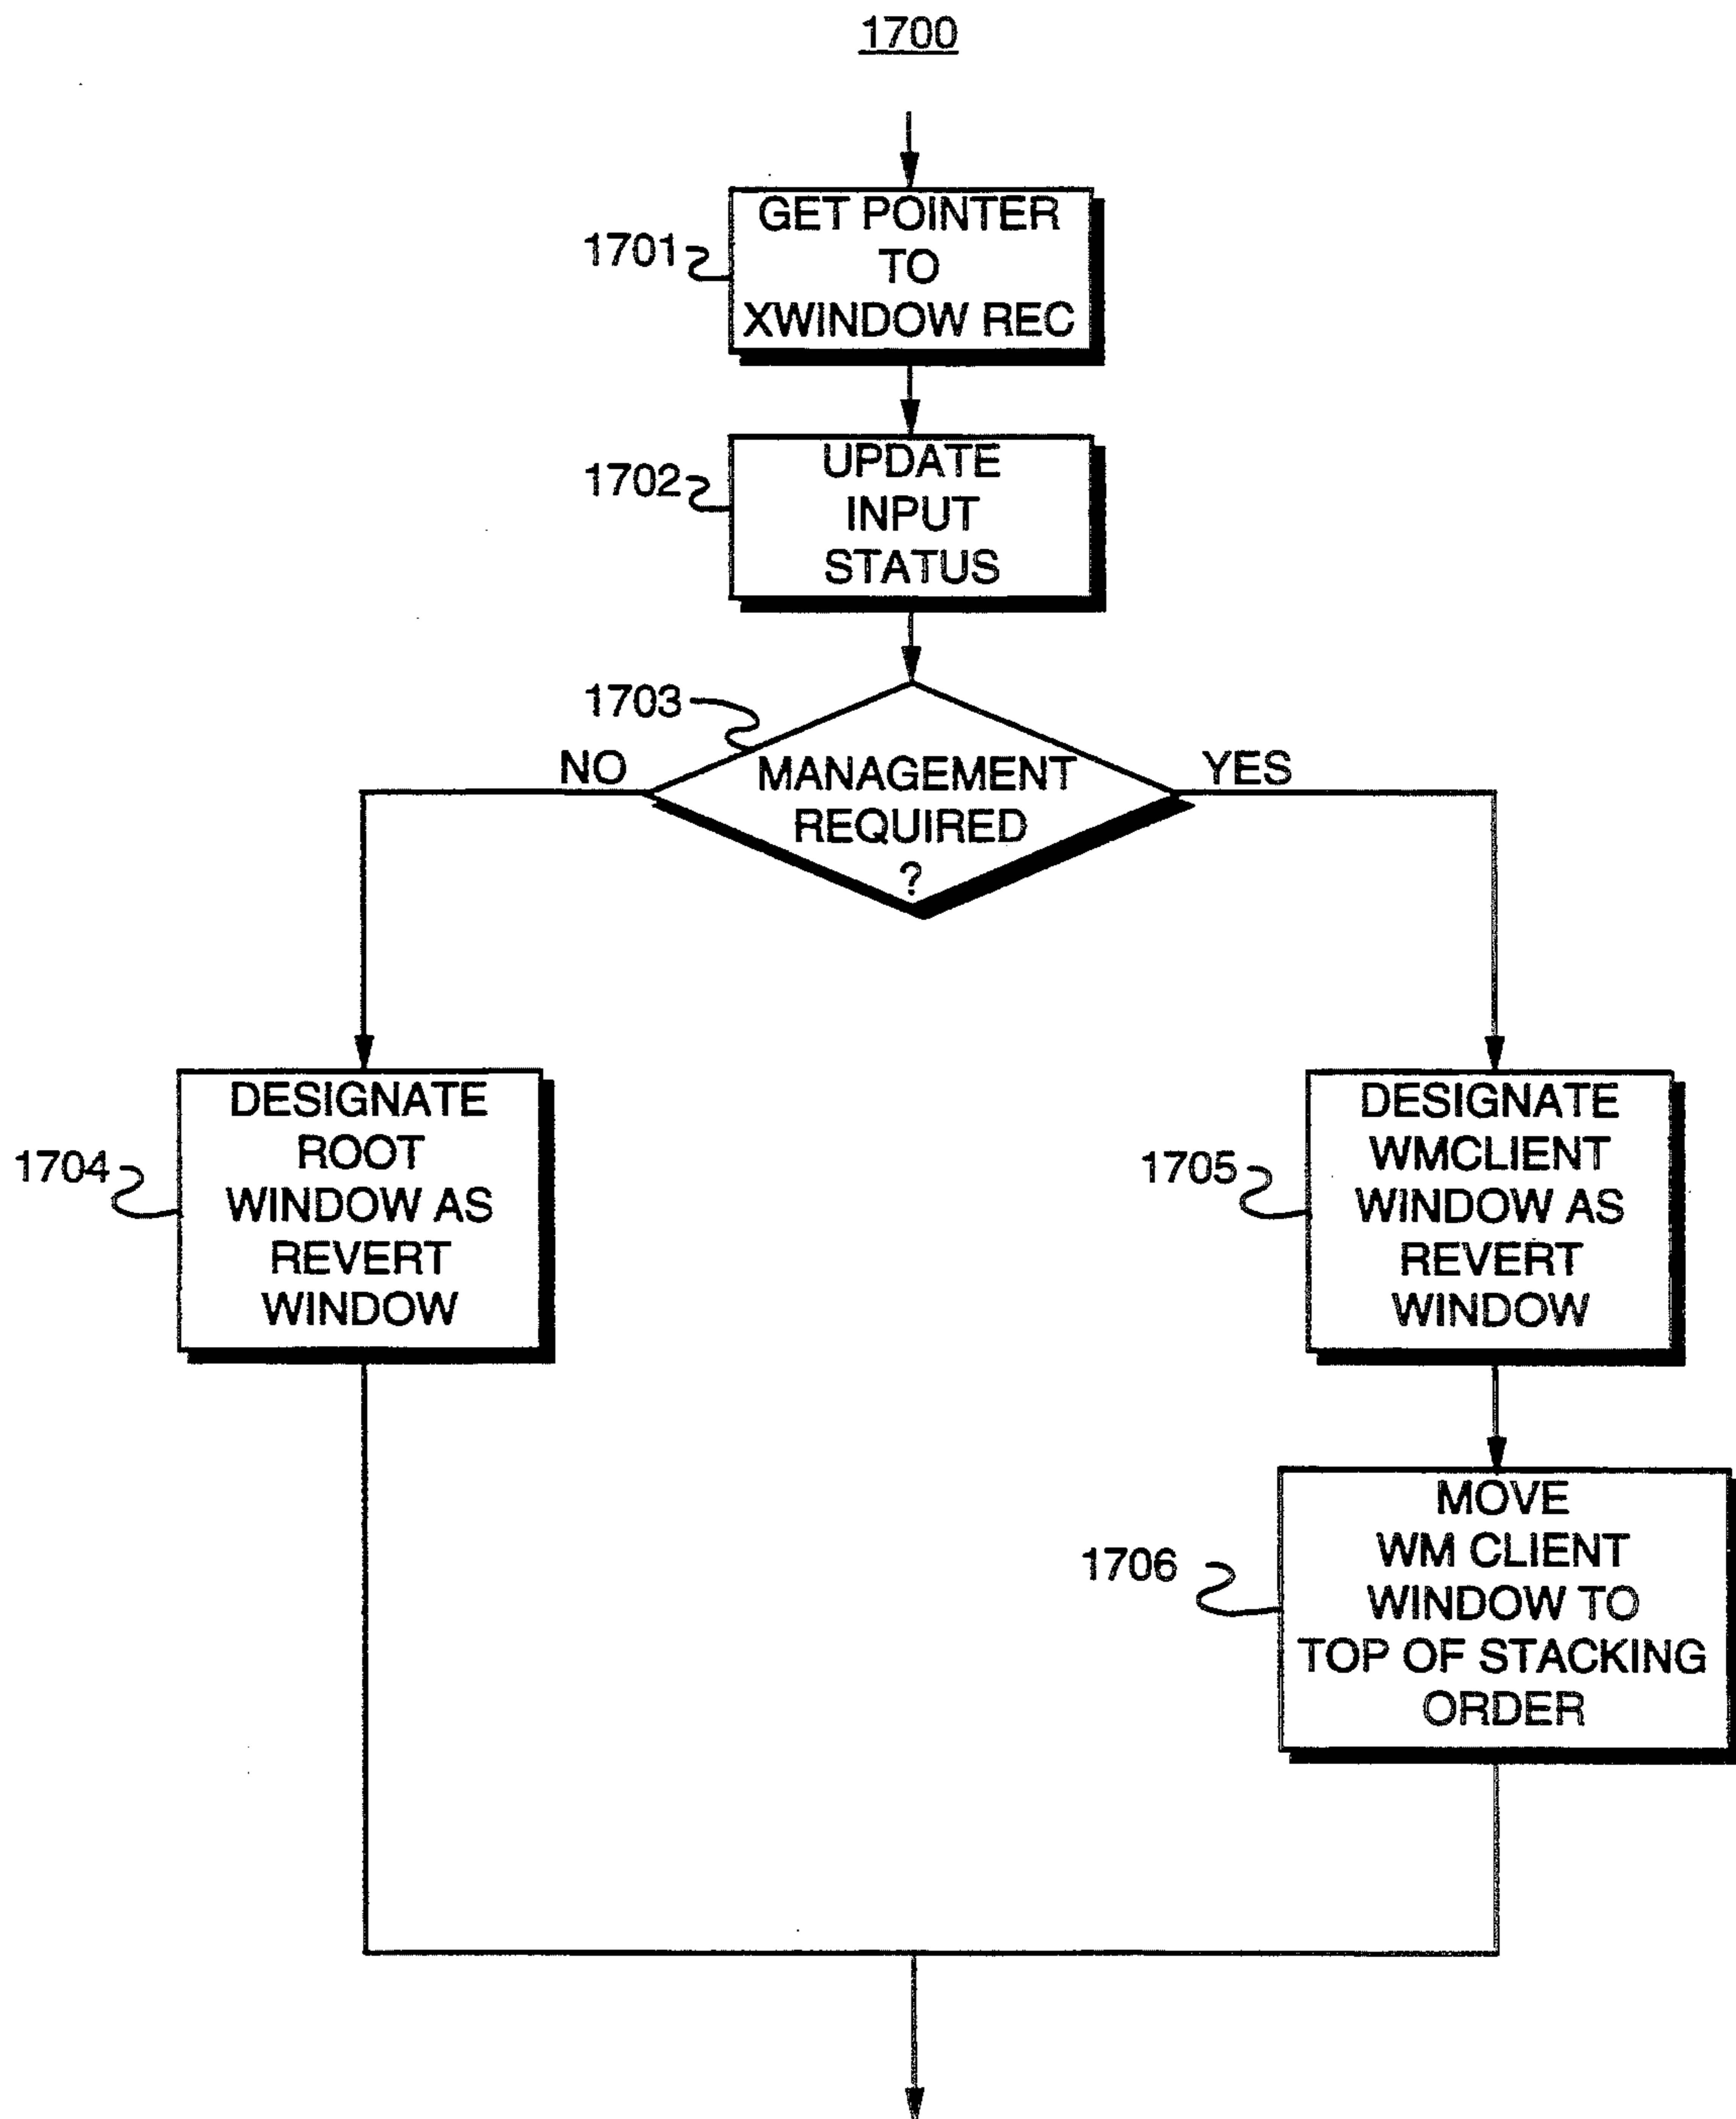 1700
1701
GET POINTER
TO
XWINDOW REC
1702
UPDATE
INPUT
STATUS
1703
NO
MANAGEMENT
REQUIRED
?
YES
1704
DESIGNATE
ROOT
WINDOW AS
REVERT
WINDOW
1705
DESIGNATE
WMCLIENT
WINDOW AS
REVERT
WINDOW
1706
MOVE
WM CLIENT
WINDOW TO
TOP OF STACKING
ORDER